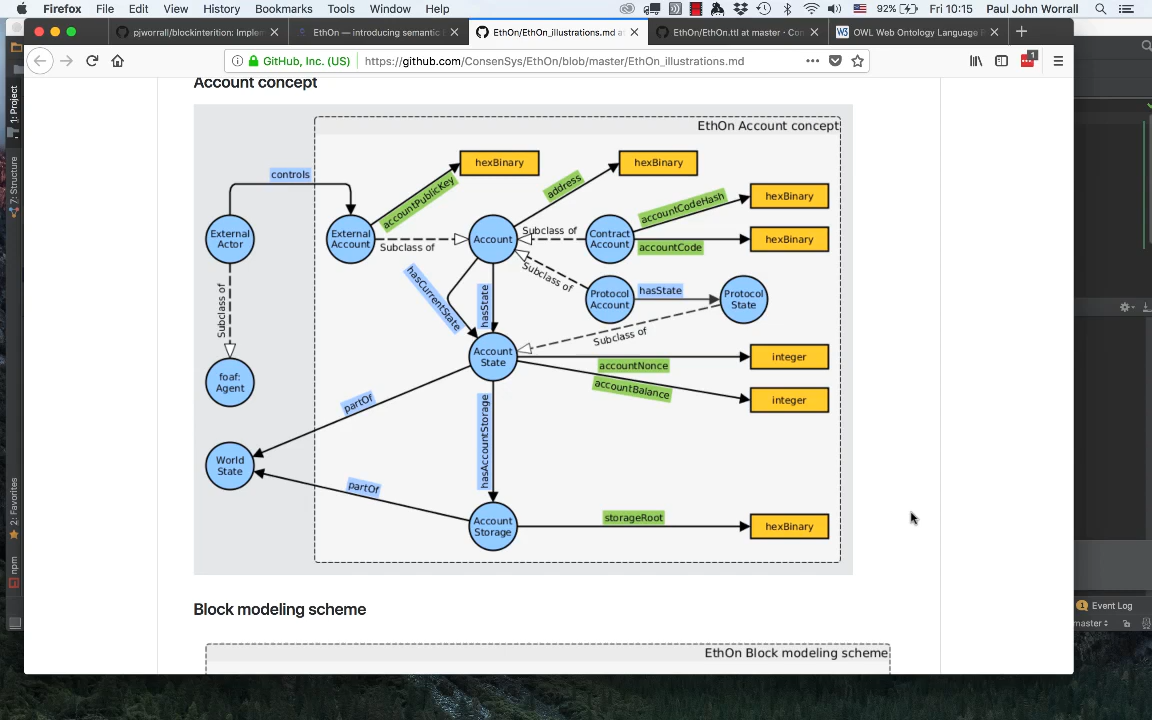 Firefox File Edit View History Bookmarks Tools Window Help 92% Fri 10:15 Paul John Worrall
pjworrall/blockinterition: Implem
EthOn — introducing semantic
EthOn/EthOn_illustrations.md at
EthOn/EthOn.ttl at master · Con
OWL Web Ontology Language
GitHub, Inc. (US) https://github.com/ConsenSys/EthOn/blob/master/EthOn_illustrations.md
1: Project
7: Structure
2: Favorites
npm
Account concept
EthOn Account concept
controls
accountPublicKey
hexBinary
address
hexBinary
accountCodeHash
hexBinary
External
Actor
External
Account
Subclass of
Account
Subclass of
Contract
Account
accountCode
hexBinary
Subclass of
hasCurrentState
hasState
Subclass of
Protocol
Account
hasState
Protocol
State
Subclass of
Account
State
accountNonce
integer
accountBalance
integer
foaf:
Agent
partOf
hasAccountStorage
World
State
partOf
Account
Storage
storageRoot
hexBinary
Block modeling scheme
EthOn Block modeling scheme
1 Event Log
master